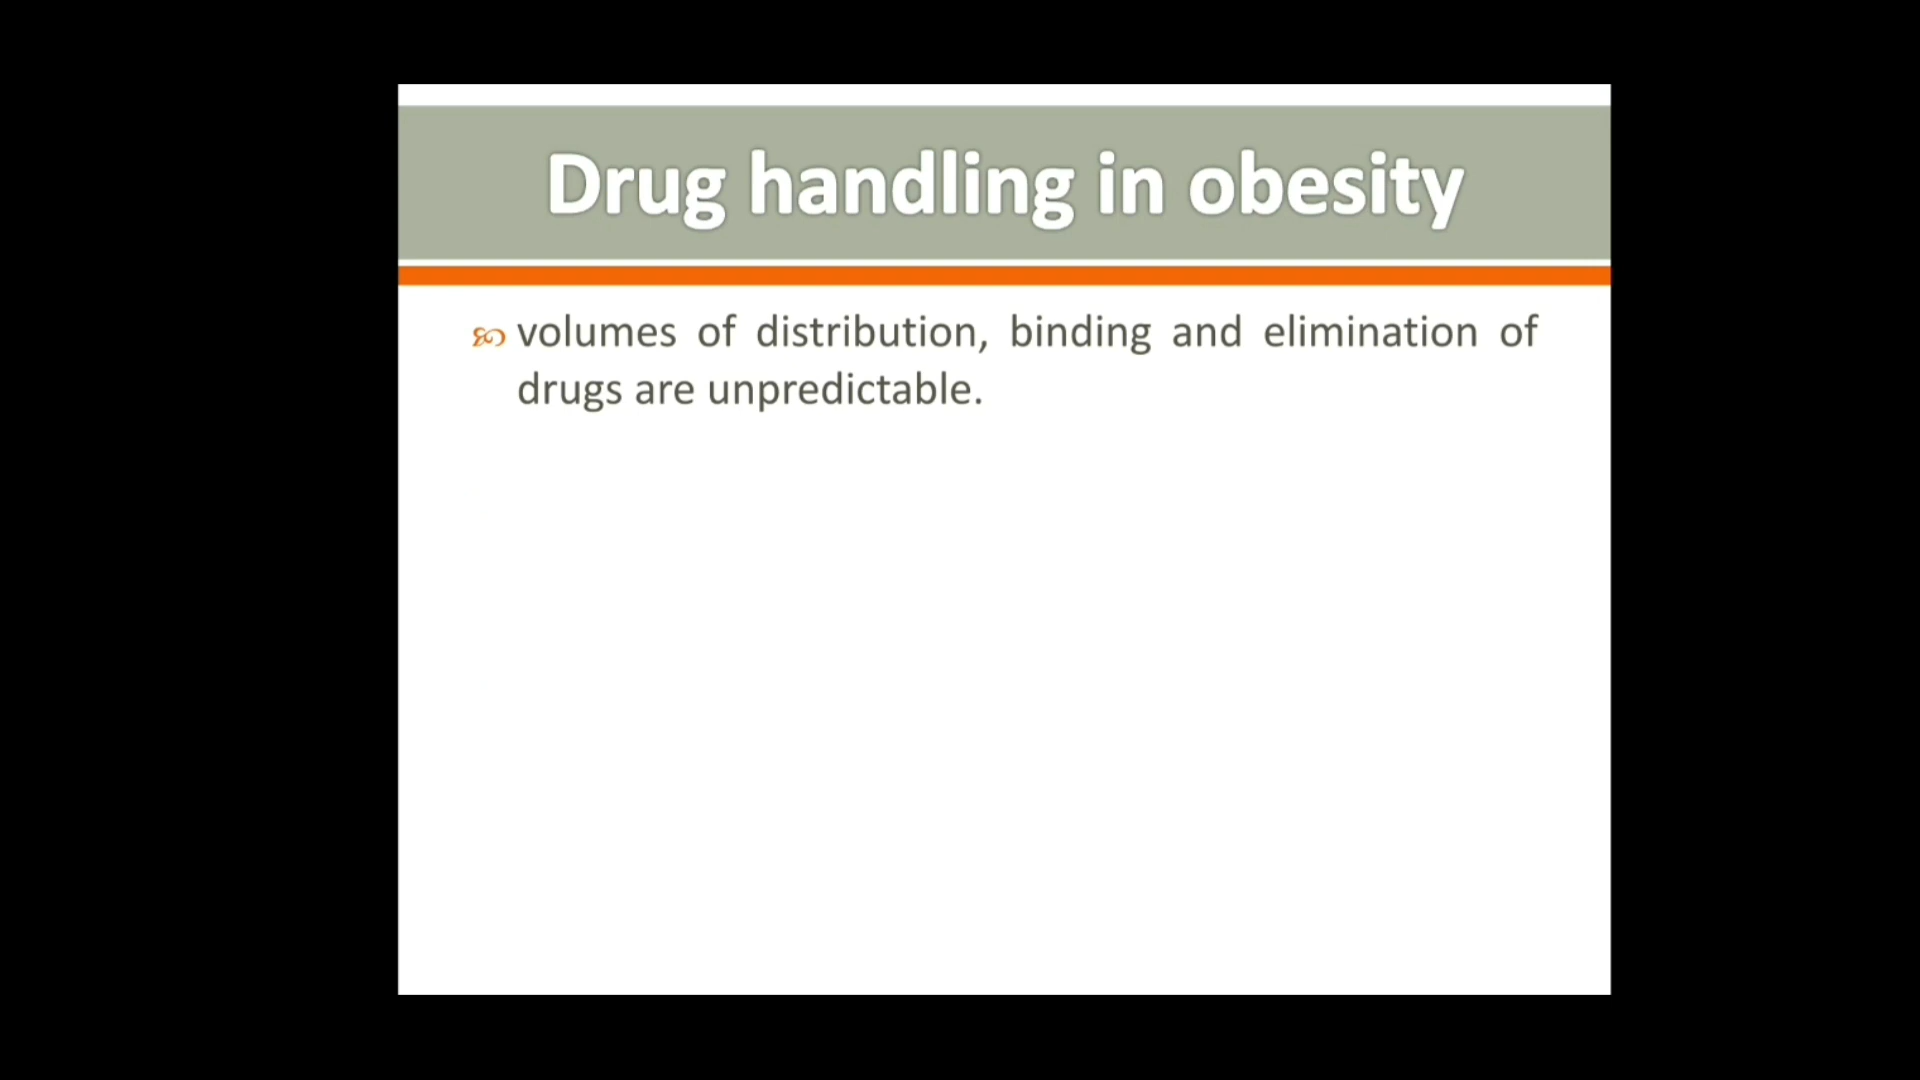 Drug handling in obesity
volumes of distribution, binding and elimination of
drugs are unpredictable.